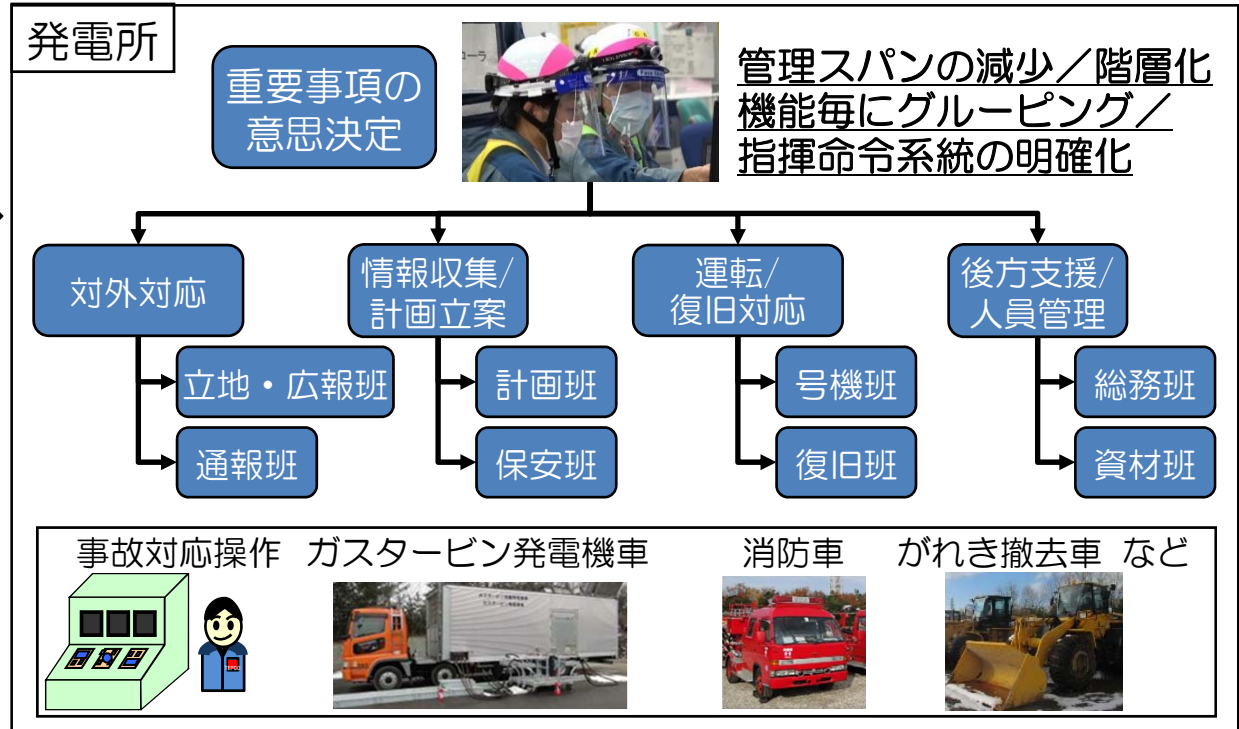 発電所
重要事項の
意思決定
管理スパンの減少／階層化
機能毎にグルーピング／
指揮命令系統の明確化
対外対応
情報収集/
計画立案
運転/
復旧対応
後方支援/
人員管理
立地・広報班
計画班
号機班
総務班
通報班
保安班
復旧班
資材班
事故対応操作 ガスタービン発電機車 消防車 がれき撤去車 など
TEPCO